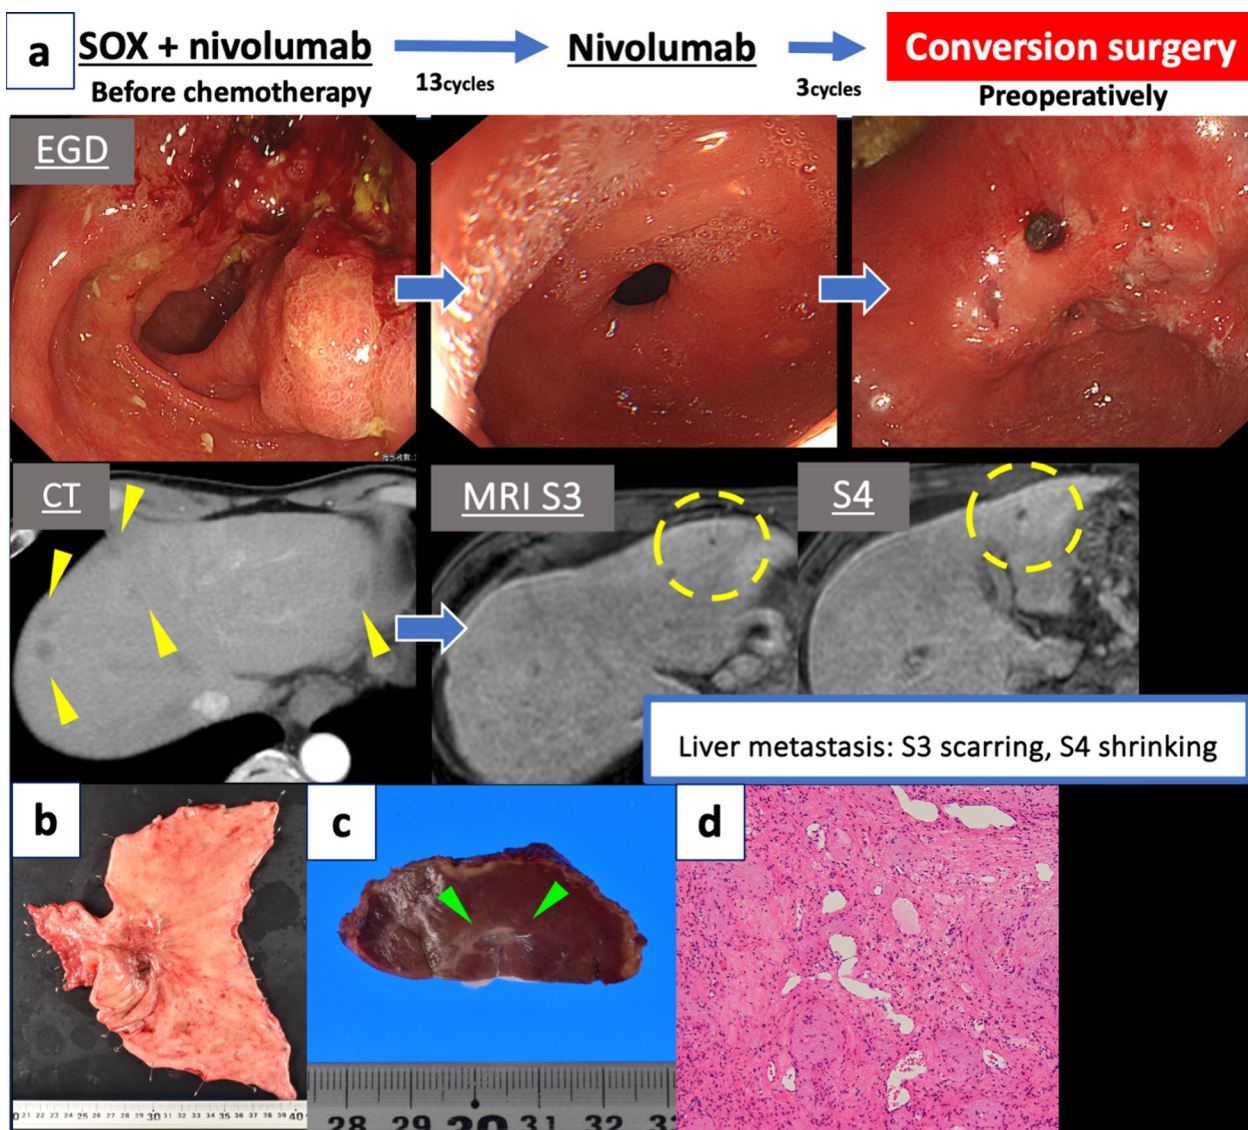 a
SOX + nivolumab
Before chemotherapy
13cycles
Nivolumab
3cycles
Conversion surgery
Preoperatively
EGD
CT
MRI S3
S4
Liver metastasis: S3 scarring, S4 shrinking
b
c
d
28 29 30 31 32